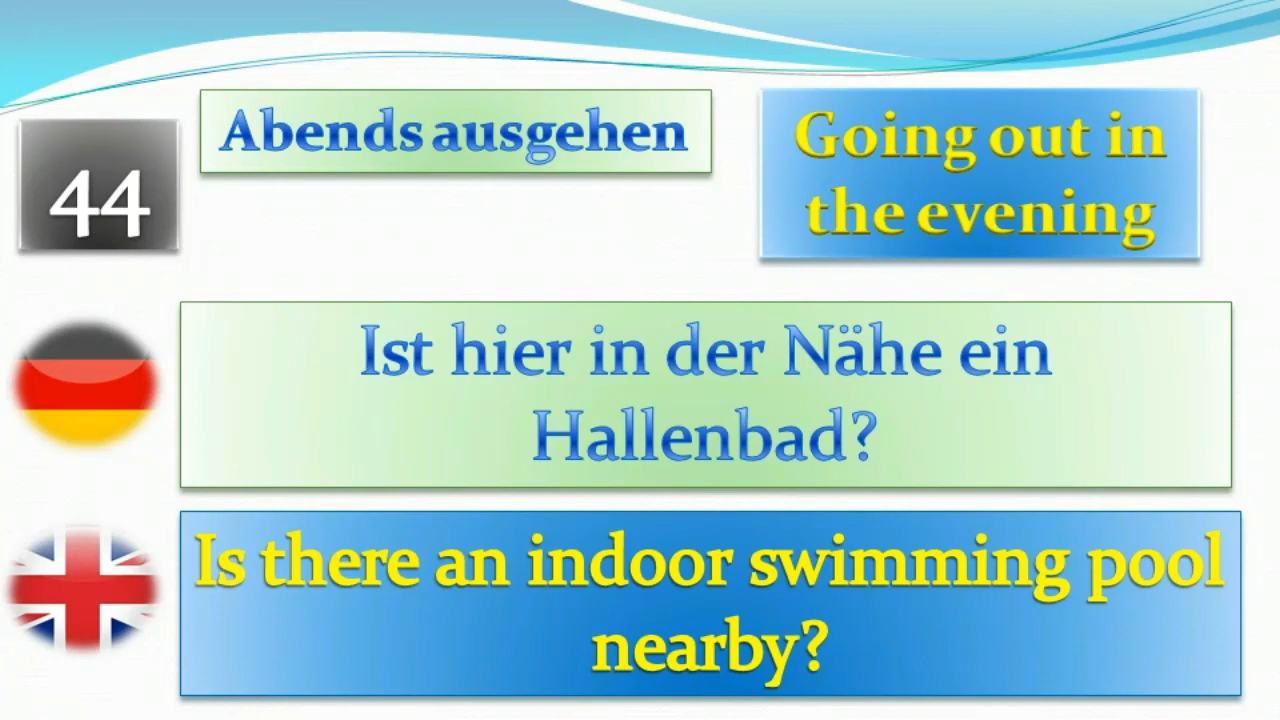 44
Abends ausgehen
Going out in
the evening
Ist hier in der Nähe ein
Hallenbad?
Is there an indoor swimming pool
nearby?